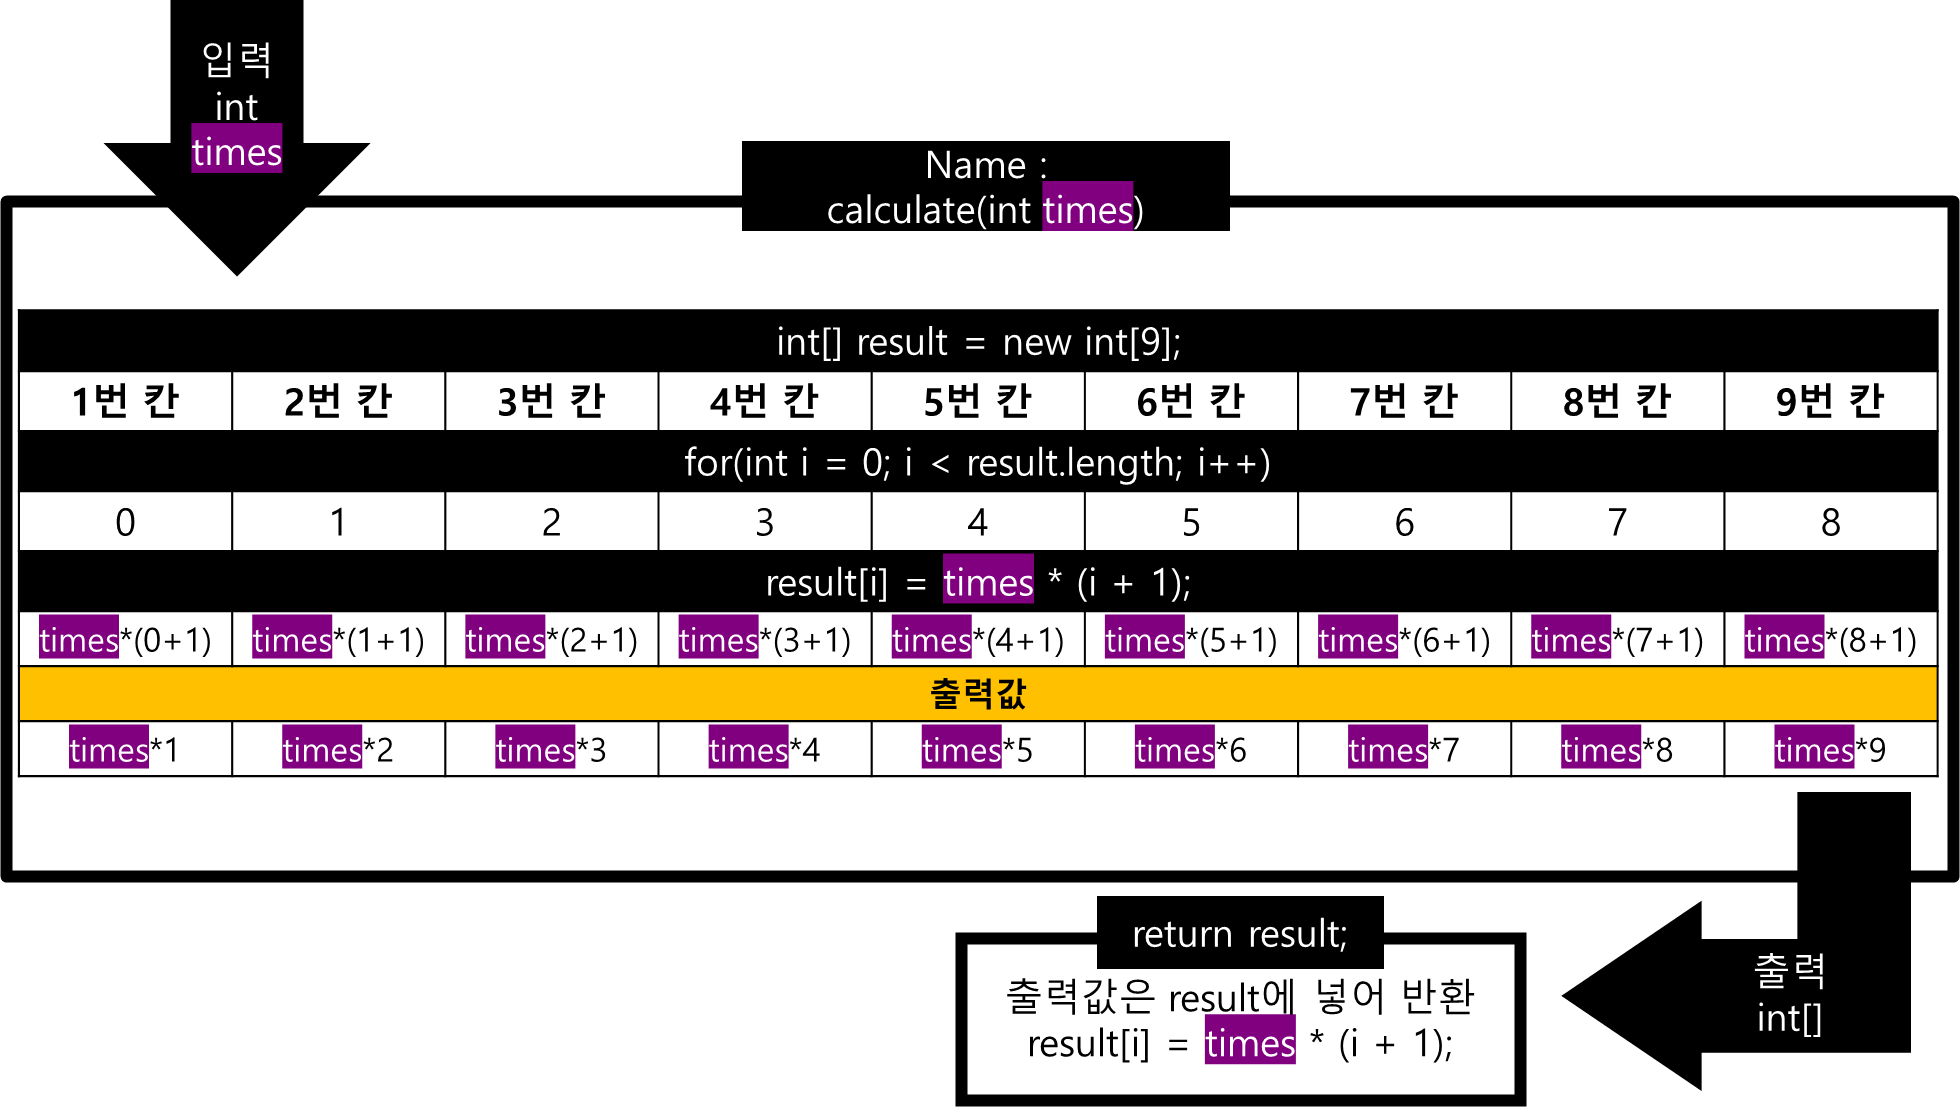 입력
int
times
Name :
calculate(int times)
int[] result = new int[9];
1번 칸 2번 칸 3번 칸 4번 칸 5번 칸 6번 칸 7번 칸 8번 칸 9번 칸
for(int i = 0; i < result.length; i++)
0 1 2 3 4 5 6 7 8
result[i] = times * (i + 1);
times*(0+1) times*(1+1) times*(2+1) times*(3+1) times*(4+1) times*(5+1) times*(6+1) times*(7+1) times*(8+1)
출력값
times*1 times*2 times*3 times*4 times*5 times*6 times*7 times*8 times*9
return result;
출력값은 result에 넣어 반환
result[i] = times * (i + 1);
출력
int[]